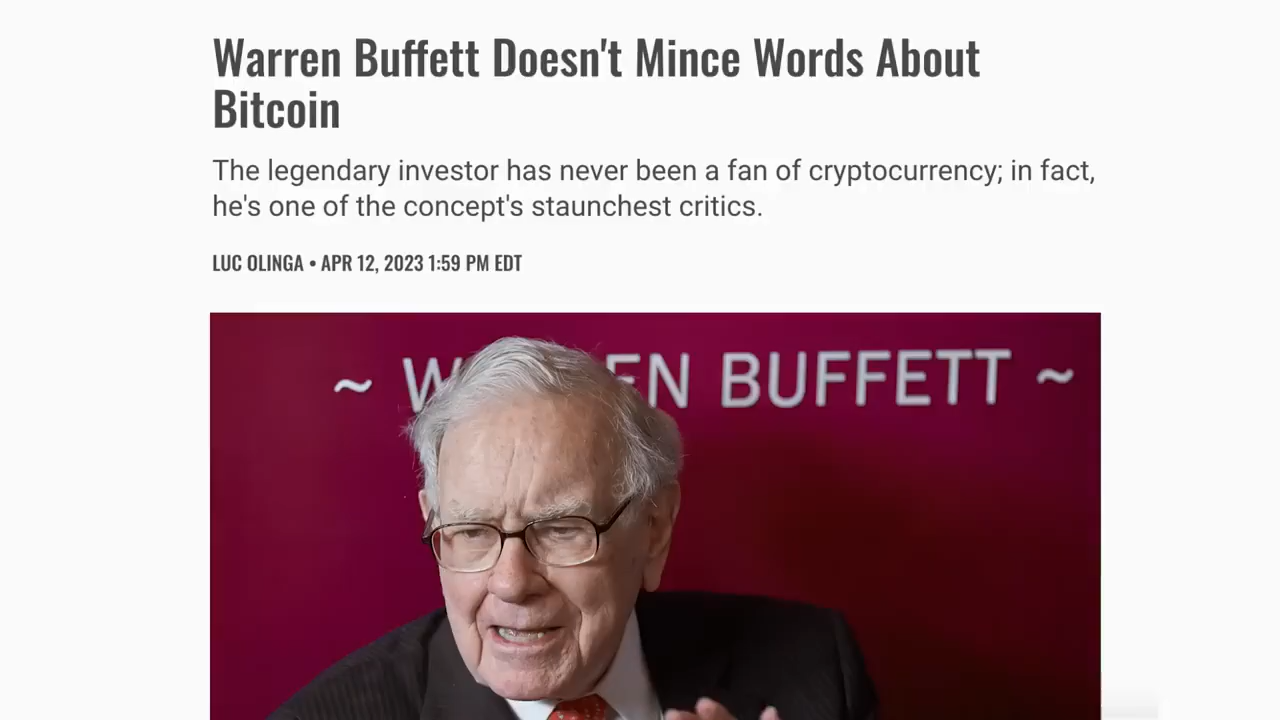 Warren Buffett Doesn't Mince Words About
Bitcoin
The legendary investor has never been a fan of cryptocurrency; in fact,
he's one of the concept's staunchest critics.
LUC OLINGA • APR 12, 2023 1:59 PM EDT
~ W EN BUFFETT ~